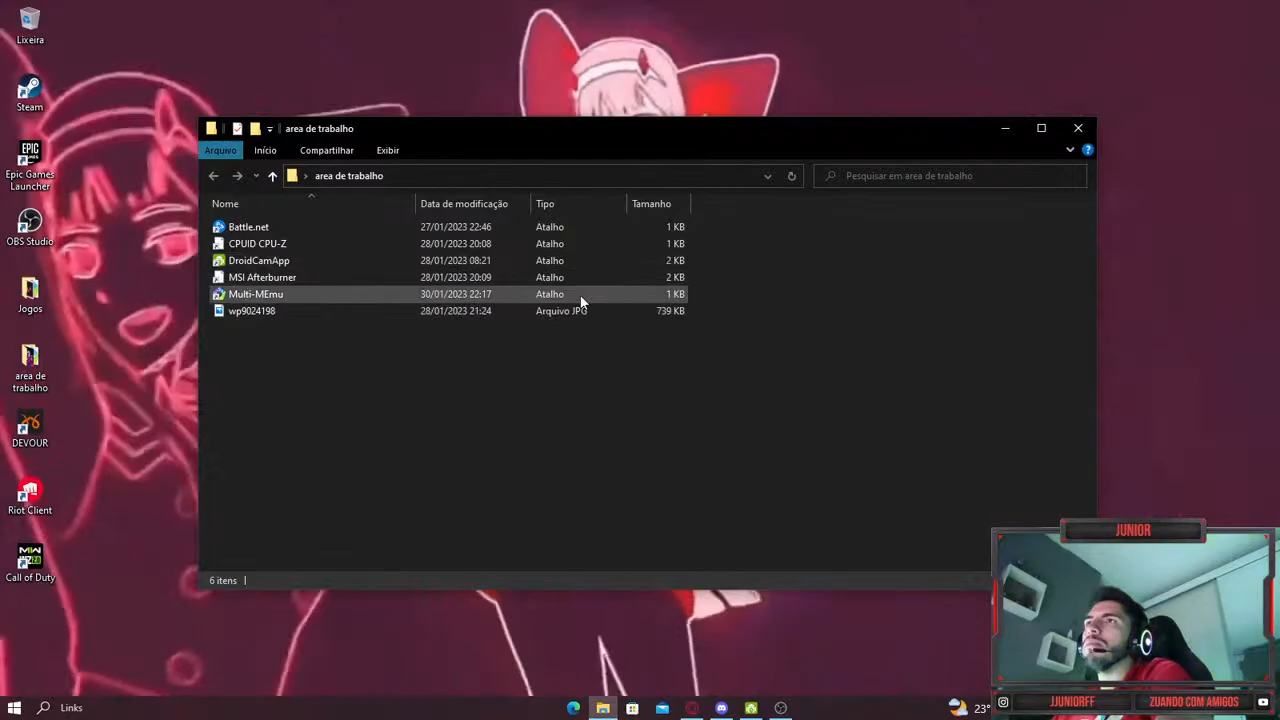 Lixeira
Steam
Epic Games
Launcher
OBS Studio
Jogos
area de
trabalho
DEVOUR
Riot Client
Call of Duty
area de trabalho
Arquivo
Início
Compartilhar
Exibir
area de trabalho
Pesquisar em area de trabalho
Nome
Data de modificação
Tipo
Tamanho
Battle.net 27/01/2023 22:46 Atalho 1 KB
CPUID CPU-Z 28/01/2023 20:08 Atalho 1 KB
DroidCamApp 28/01/2023 08:21 Atalho 2 KB
MSI Afterburner 28/01/2023 20:09 Atalho 2 KB
Multi-MEmu 30/01/2023 22:17 Atalho 1 KB
wp9024198 28/01/2023 21:24 Arquivo JPG 739 KB
6 itens
JUNIOR
JJUNIORFF
ZUANDO COM AMIGOS
Links
23°